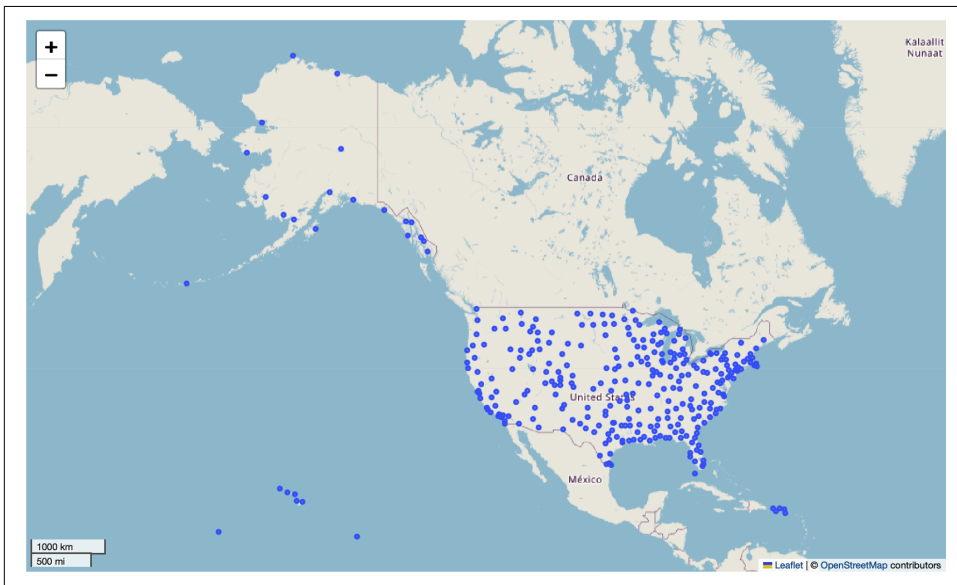 +
−
Kalaallit
Nunaat
Canada
United States
México
1000 km
500 mi
Leaflet | © OpenStreetMap contributors